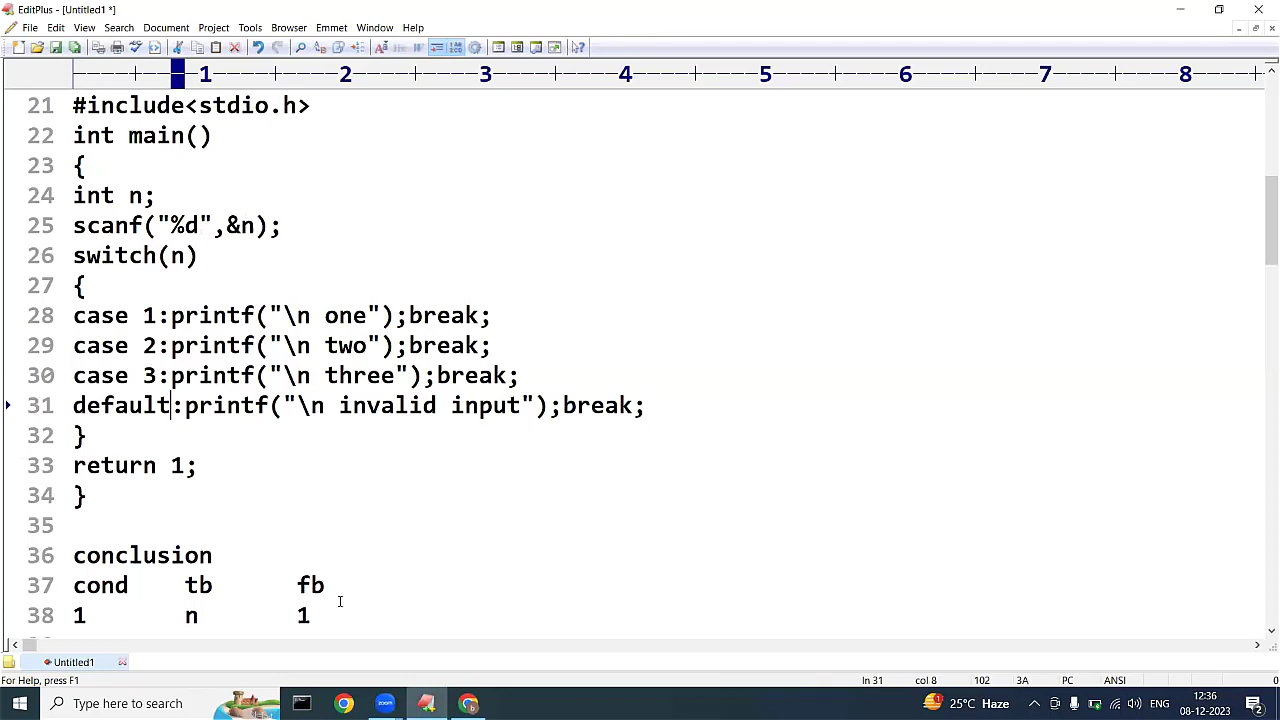 EditPlus - [Untitled1 *]
File Edit View Search Document Project Tools Browser Emmet Window Help
1 2 3 4 5 6 7 8
21 #include<stdio.h>
22 int main()
23 {
24 int n;
25 scanf("%d",&n);
26 switch(n)
27 {
28 case 1:printf("\n one");break;
29 case 2:printf("\n two");break;
30 case 3:printf("\n three");break;
31 default:printf("\n invalid input");break;
32 }
33 return 1;
34 }
35
36 conclusion
37 cond tb fb
38 1 n 1
Untitled1
For Help, press F1 ln 31 col 8 102 3A PC ANSI 0
Type here to search 25°C Haze ENG 12:36
08-12-2023